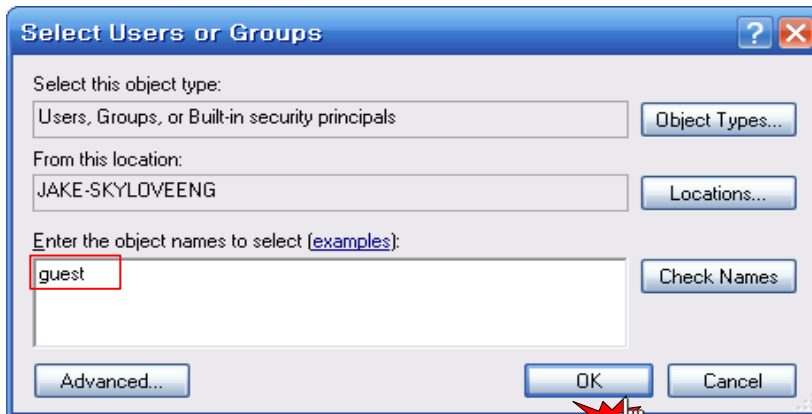 Select Users or Groups
Select this object type:
Users, Groups, or Built-in security principals
Object Types...
From this location:
JAKE-SKYLOVEENG
Locations...
Enter the object names to select (examples):
guest
Check Names
Advanced...
OK
Cancel